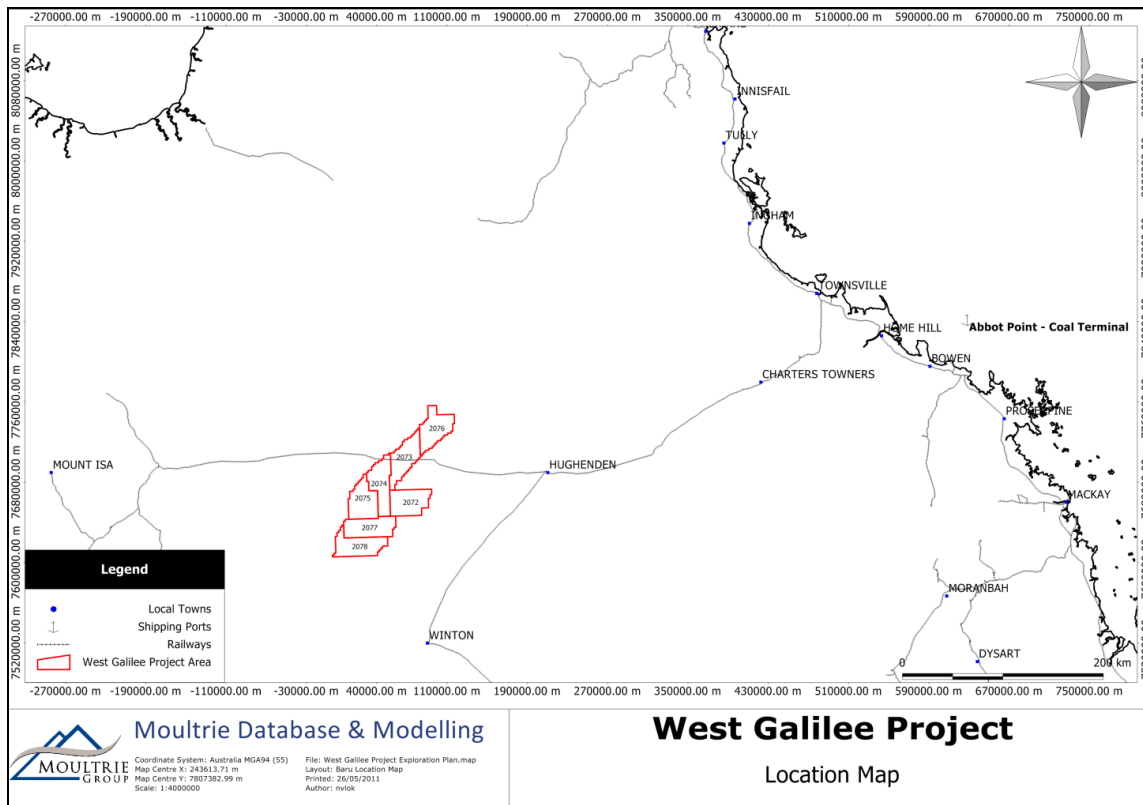 -270000.00 m -190000.00 m -110000.00 m -30000.00 m 40000.00 m 110000.00 m 190000.00 m 270000.00 m 350000.00 m 430000.00 m 510000.00 m 590000.00 m 670000.00 m 750000.00 m
8080000.00 m
8000000.00 m
7920000.00 m
7840000.00 m
7760000.00 m
7680000.00 m
7600000.00 m
7520000.00 m
INNISFAIL
TULLY
INGHAM
TOWNSVILLE
Abbot Point - Coal Terminal
HOME HILL
BOWEN
CHARTERS TOWNERS
PROSERPINE
2076
2073
MOUNT ISA
HUGHENDEN
2074
2075
2072
MACKAY
2077
2078
Legend
Local Towns
Shipping Ports
Railways
West Galilee Project Area
MORANBAH
WINTON
DYSART
0 200 km
-270000.00 m -190000.00 m -110000.00 m -30000.00 m 40000.00 m 110000.00 m 190000.00 m 270000.00 m 350000.00 m 430000.00 m 510000.00 m 590000.00 m 670000.00 m 750000.00 m
MOULTRIE
GROUP
Moultrie Database & Modelling
Coordinate System: Australia MGA94 (55)
Map Centre X: 243613.71 m
Map Centre Y: 7807382.99 m
Scale: 1:4000000
File: West Galilee Project Exploration Plan.map
Layout: Baru Location Map
Printed: 26/05/2011
Author: nvlok
West Galilee Project
Location Map